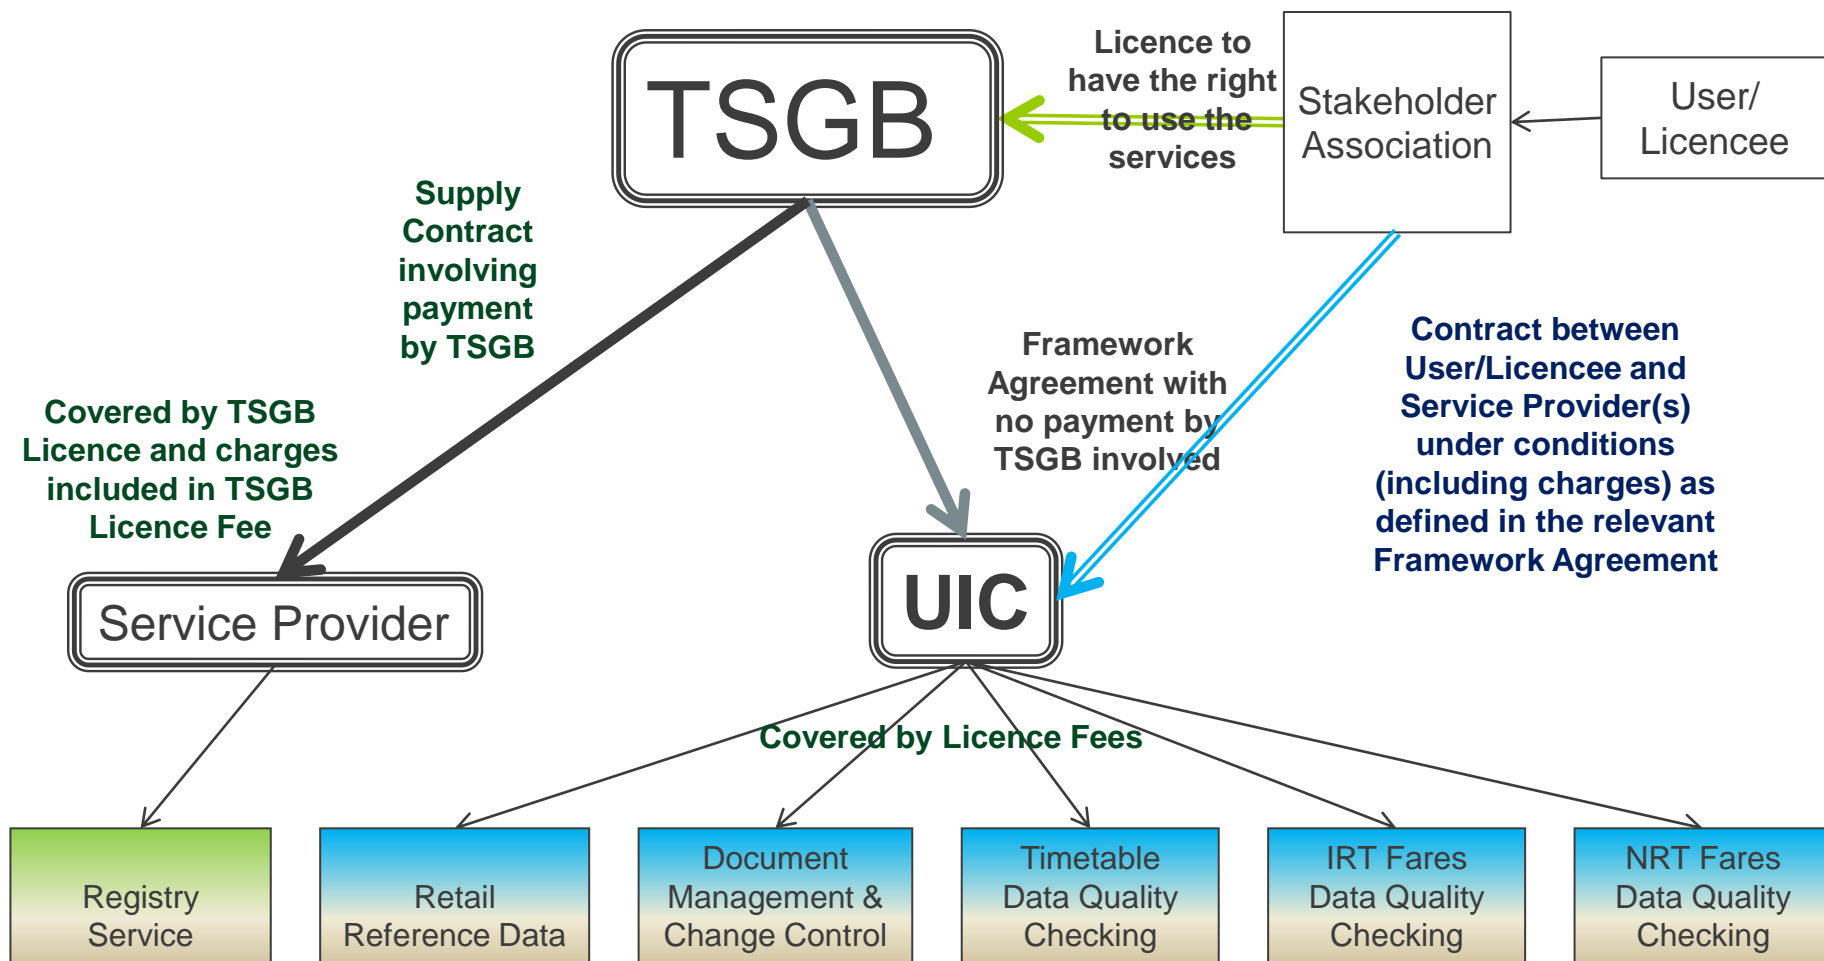 TSGB
Licence to
have the right
to use the
services
Stakeholder
Association
User/
Licencee
Supply
Contract
involving
payment
by TSGB
Framework
Agreement with
no payment by
TSGB involved
Contract between
User/Licencee and
Service Provider(s)
under conditions
(including charges) as
defined in the relevant
Framework Agreement
Covered by TSGB
Licence and charges
included in TSGB
Licence Fee
Service Provider
UIC
Covered by Licence Fees
Registry
Service
Retail
Reference Data
Document
Management &
Change Control
Timetable
Data Quality
Checking
IRT Fares
Data Quality
Checking
NRT Fares
Data Quality
Checking